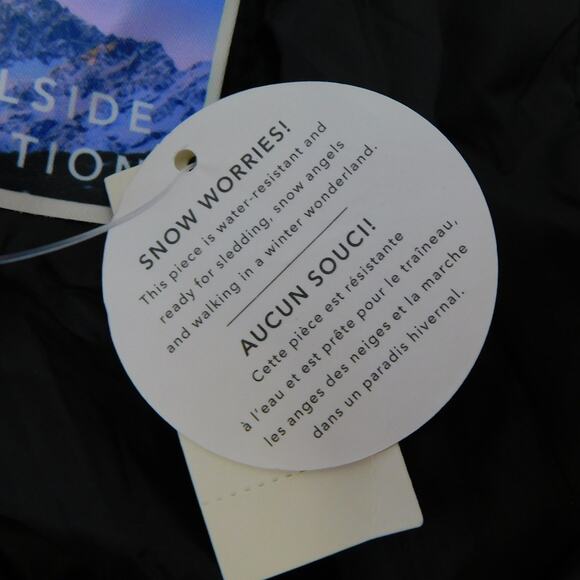 LSIDE
TION
SNOW WORRIES!
This piece is water-resistant and
ready for sledding, snow angels
and walking in a winter wonderland.
AUCUN SOUCI!
Cette pièce est résistante
à l'eau et est prête pour le traîneau,
les anges des neiges et la marche
dans un paradis hivernal.